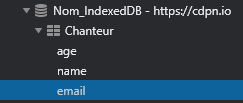 Nom_IndexedDB - https://cdpn.io
Chanteur
age
name
email